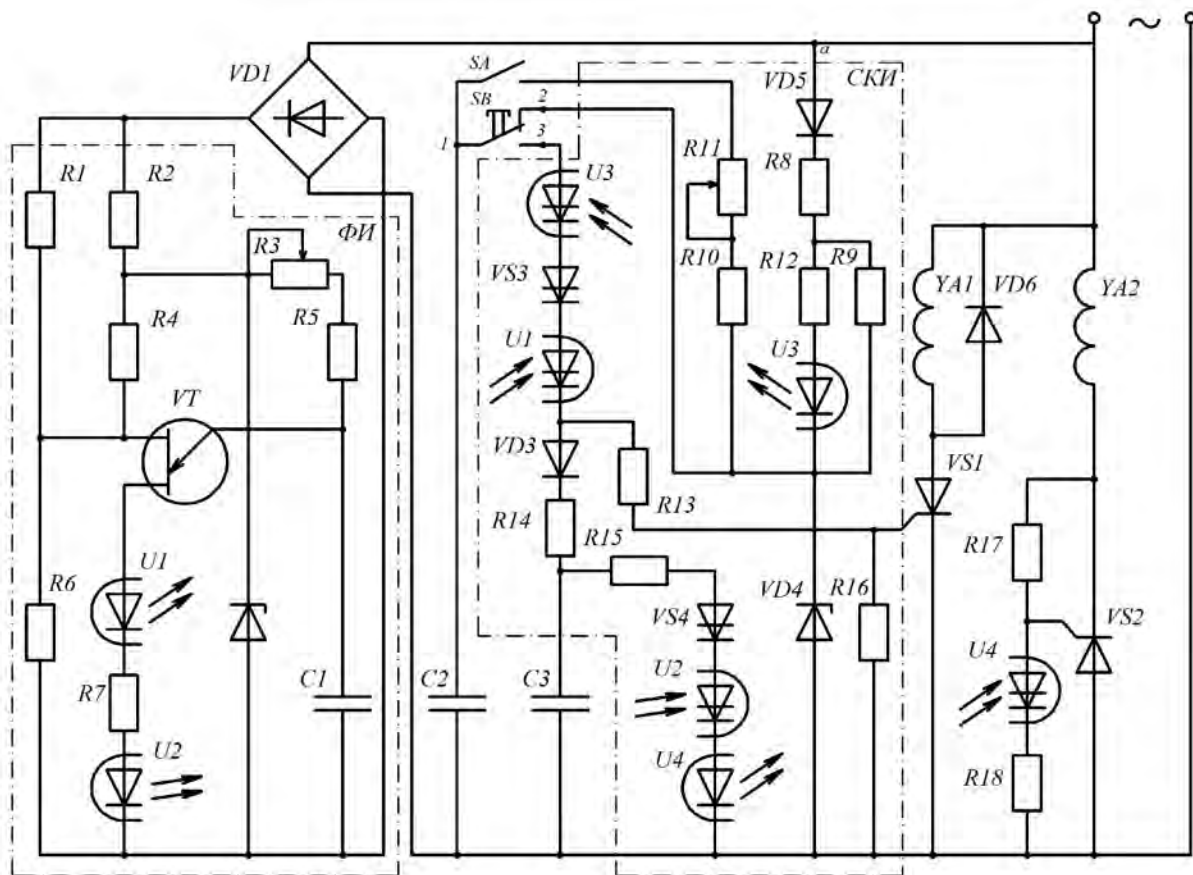 ~
SA
a
СКИ
VD1
VD5
SB
2
3
1
R1
R2
U3
R11
R8
R3
ФИ
R10
R12
R9
VS3
YA1
VD6
YA2
R4
R5
U1
U3
VT
VD3
VS1
R14
R13
R15
R17
U1
R6
VS4
VD4
R16
VS2
U2
U4
R7
C1
C2
C3
U2
U4
R18